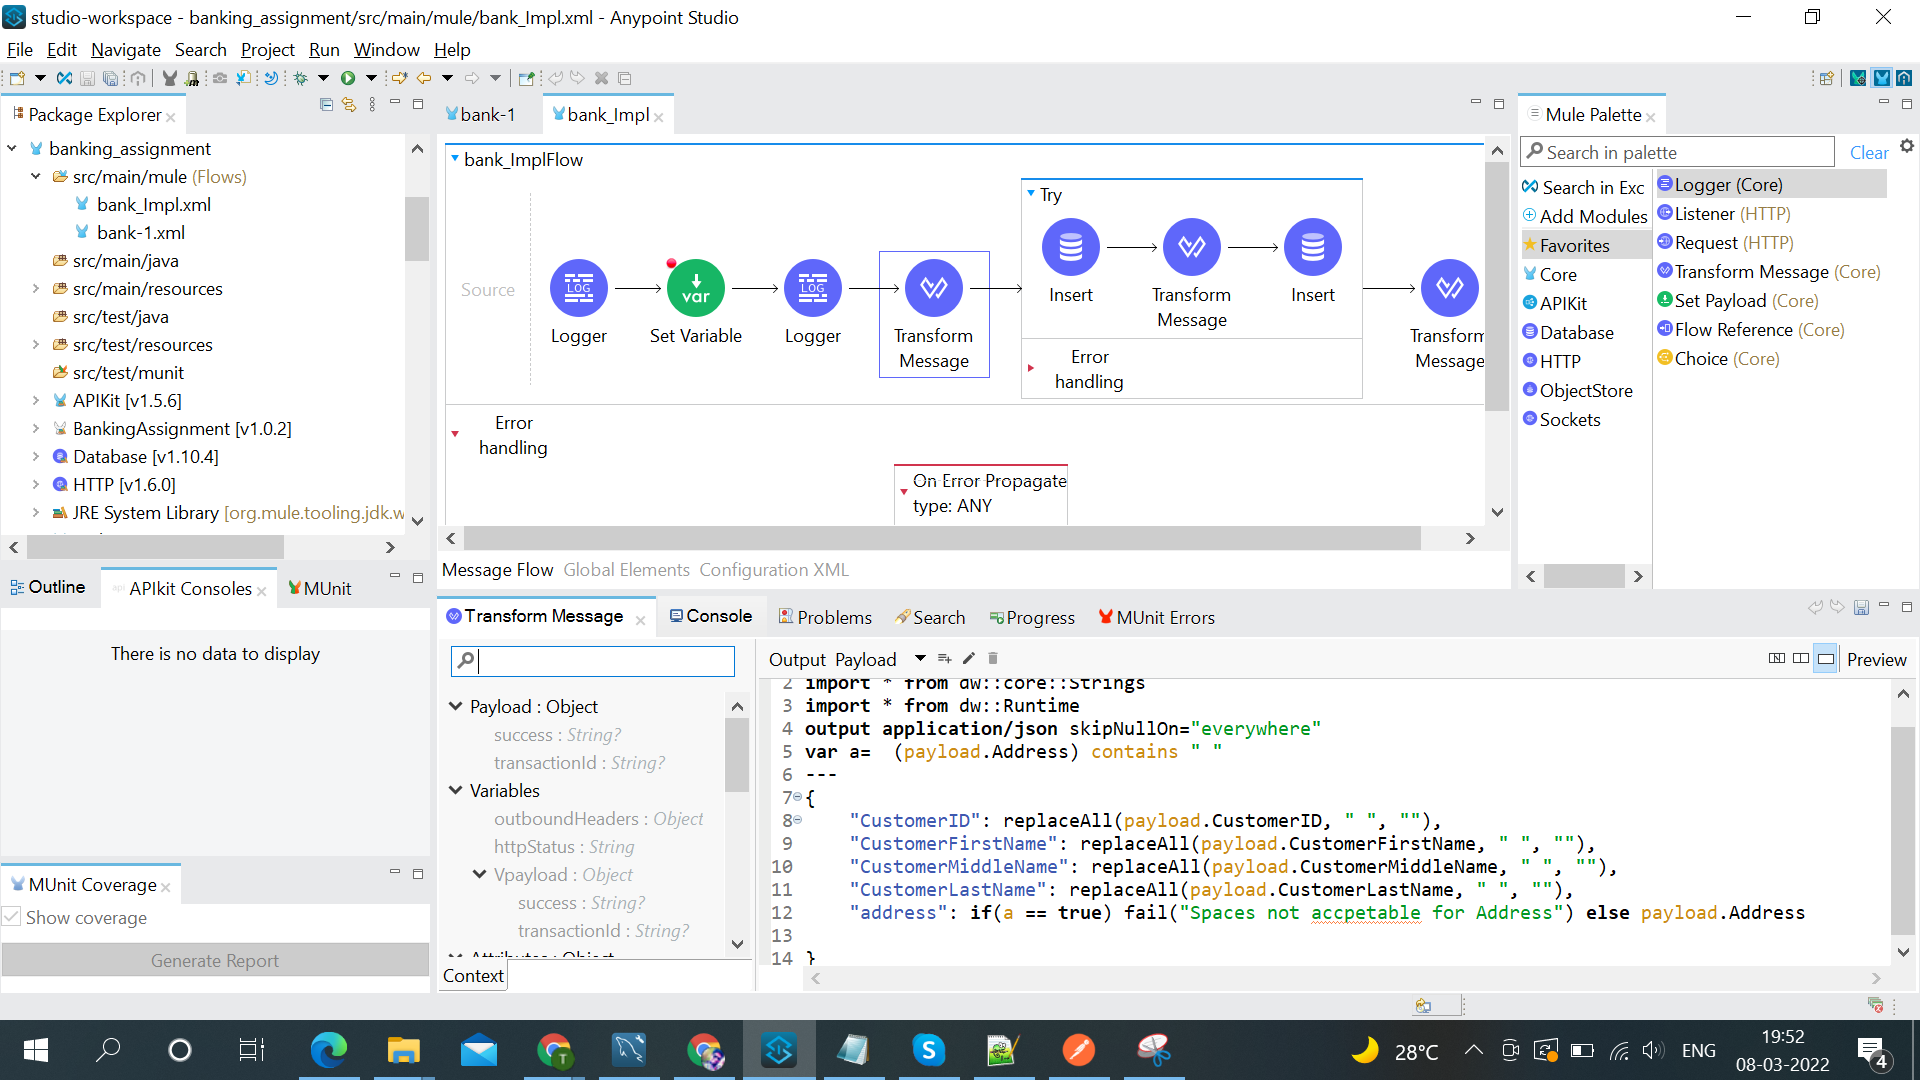 studio-workspace - banking_assignment/src/main/mule/bank_Impl.xml - Anypoint Studio
File Edit Navigate Search Project Run Window Help
Package Explorer
banking_assignment
src/main/mule (Flows)
bank_Impl.xml
bank-1.xml
src/main/java
src/main/resources
src/test/java
src/test/resources
src/test/munit
APIKit [v1.5.6]
BankingAssignment [v1.0.2]
Database [v1.10.4]
HTTP [v1.6.0]
JRE System Library [org.mule.tooling.jdk.w
Outline
APIkit Consoles
MUnit
There is no data to display
MUnit Coverage
Show coverage
Generate Report
bank-1
bank_Impl
bank_ImplFlow
Source
LOG
Logger
var
Set Variable
LOG
Logger
Transform
Message
Try
Insert
Transform
Message
Insert
Error
handling
Transform
Message
Error
handling
On Error Propagate
type: ANY
Message Flow Global Elements Configuration XML
Mule Palette
Search in palette
Clear
Search in Exc
Add Modules
Favorites
Core
APIKit
Database
HTTP
ObjectStore
Sockets
Logger (Core)
Listener (HTTP)
Request (HTTP)
Transform Message (Core)
Set Payload (Core)
Flow Reference (Core)
Choice (Core)
Transform Message
Console
Problems
Search
Progress
MUnit Errors
Payload : Object
success : String?
transactionId : String?
Variables
outboundHeaders : Object
httpStatus : String
Vpayload : Object
success : String?
transactionId : String?
Attributes : Object
Context
Output Payload
Preview
2 import * from dw::core::Strings
3 import * from dw::Runtime
4 output application/json skipNullOn="everywhere"
5 var a= (payload.Address) contains " "
6 ---
7 {
8 "CustomerID": replaceAll(payload.CustomerID, " ", ""),
9 "CustomerFirstName": replaceAll(payload.CustomerFirstName, " ", ""),
10 "CustomerMiddleName": replaceAll(payload.CustomerMiddleName, " ", ""),
11 "CustomerLastName": replaceAll(payload.CustomerLastName, " ", ""),
12 "address": if(a == true) fail("Spaces not accpetable for Address") else payload.Address
13
14 }
28°C
ENG
19:52
08-03-2022
4